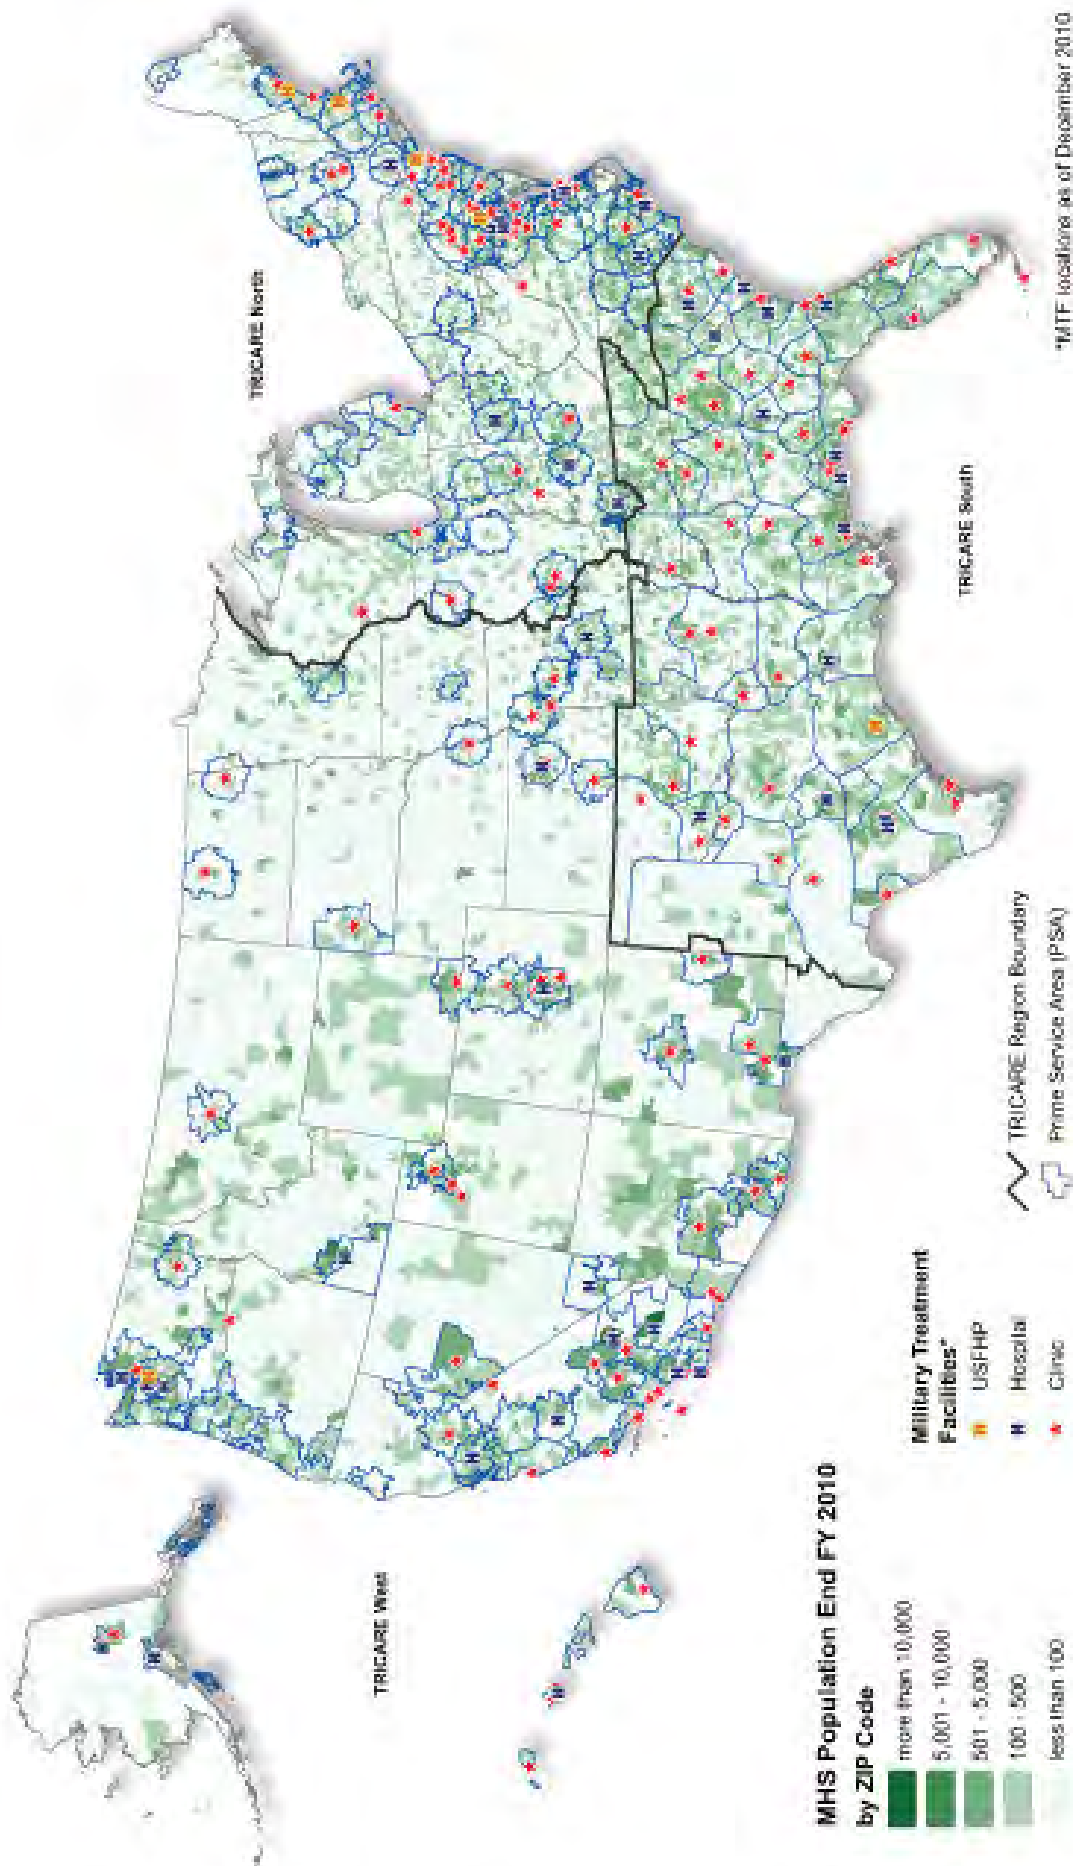 TRICARE North
TRICARE West
TRICARE South
MHS Population End FY 2010
by ZIP Code
more than 10,000
5,001 - 10,000
501 - 5,000
100 - 500
less than 100
Military Treatment
Facilities*
USFHP
Hospital
Clinic
TRICARE Region Boundary
Prime Service Area (PSA)
*MTF locations as of December 2010